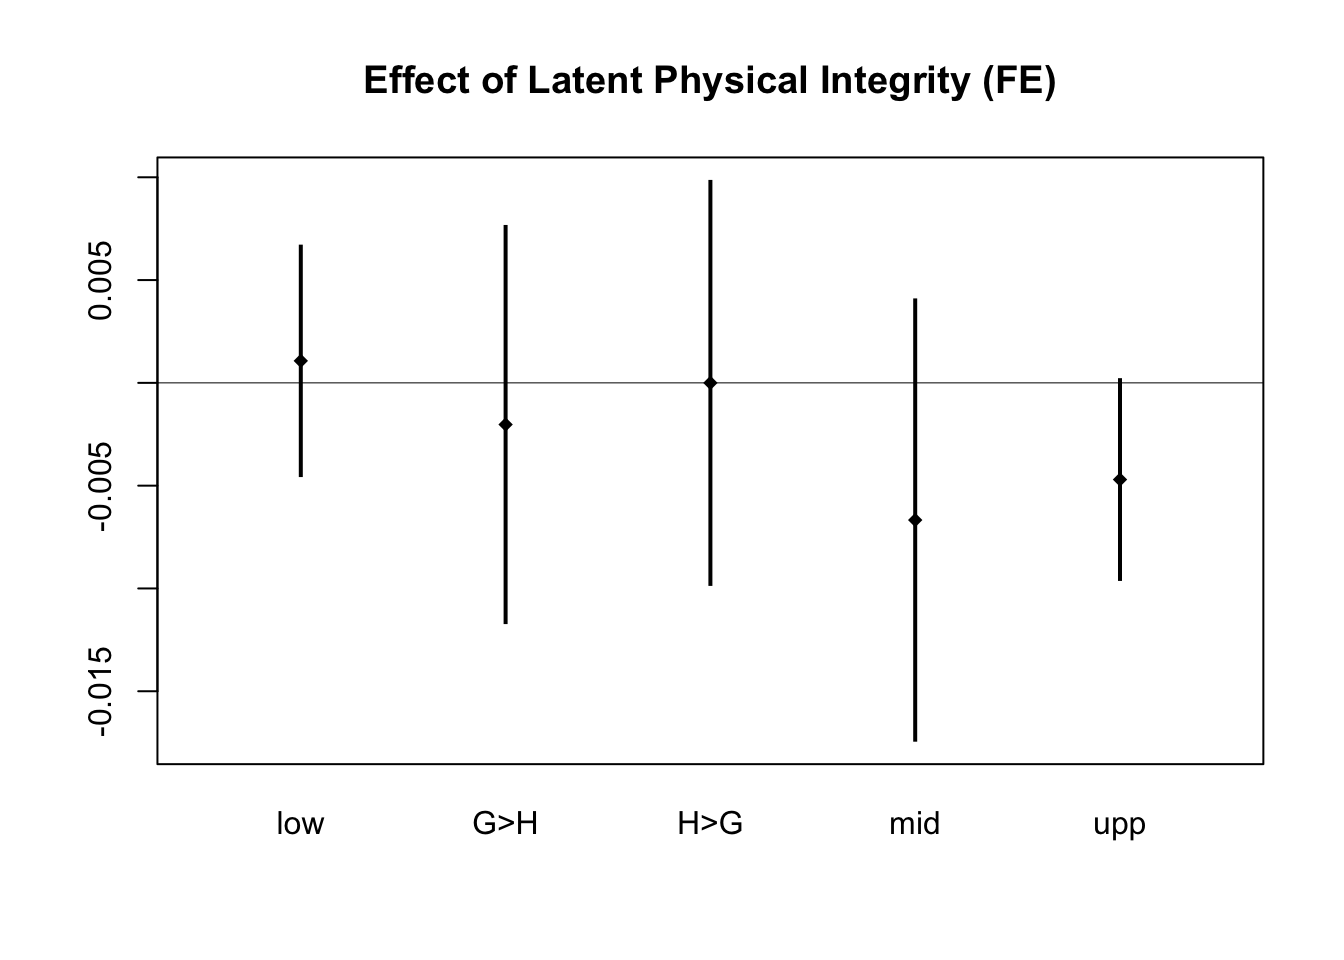 Effect of Latent Physical Integrity (FE)
0.005
-0.005
-0.015
low G>H H>G mid upp